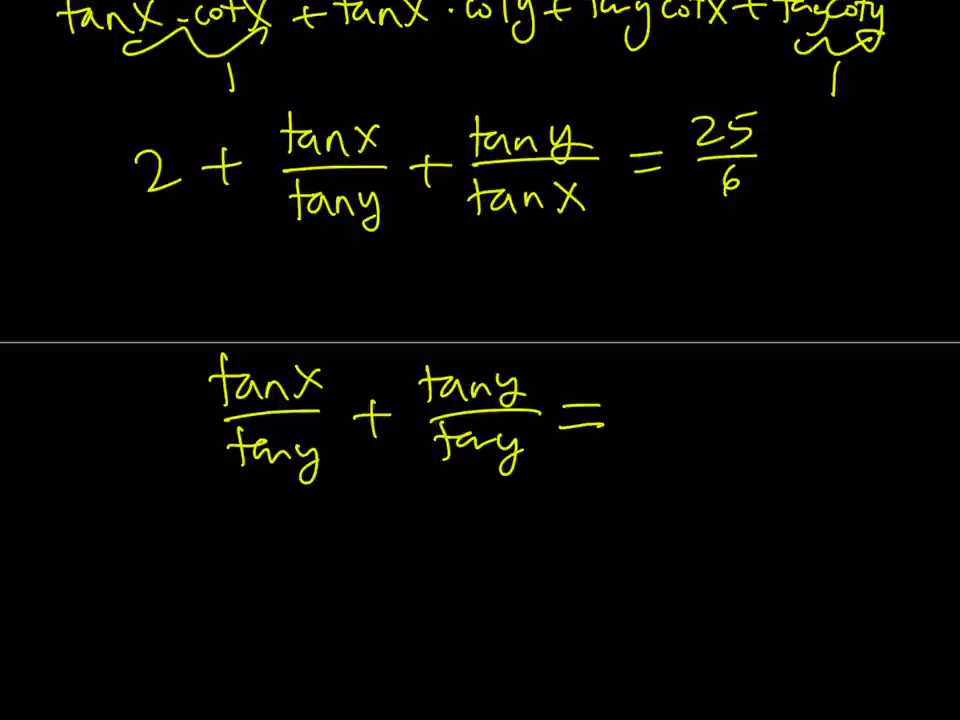 tanx · cotx + tanx · coty + tany cotx + tany coty
1 1
2 + tanx/tany + tany/tanx = 25/6
tanx/tany + tany/tany =